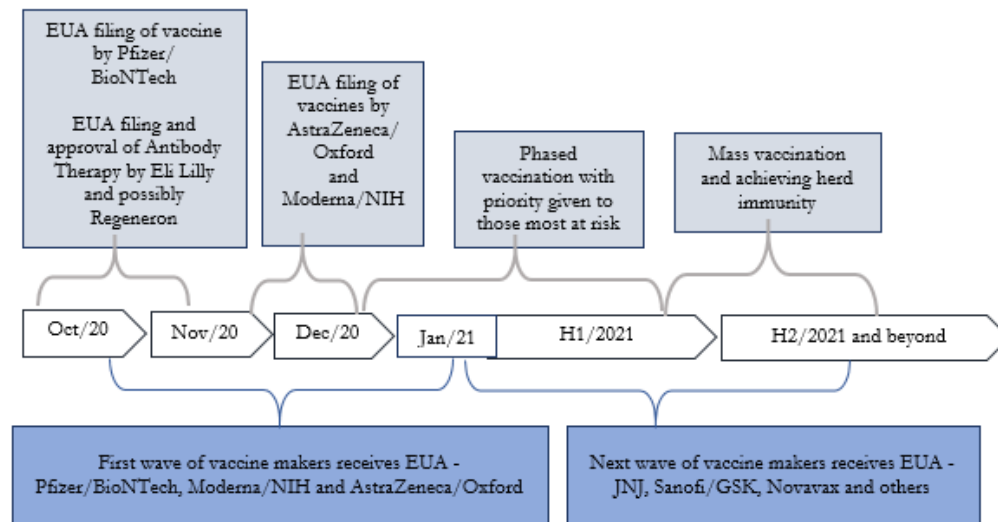 EUA filing of vaccine
by Pfizer/
BioNTech
EUA filing and
approval of Antibody
Therapy by Eli Lilly
and possibly
Regeneron
EUA filing of
vaccines by
AstraZeneca/
Oxford
and
Moderna/NIH
Phased
vaccination with
priority given to
those most at risk
Mass vaccination
and achieving herd
immunity
Oct/20
Nov/20
Dec/20
Jan/21
H1/2021
H2/2021 and beyond
First wave of vaccine makers receives EUA -
Pfizer/BioNTech, Moderna/NIH and AstraZeneca/Oxford
Next wave of vaccine makers receives EUA -
JNJ, Sanofi/GSK, Novavax and others